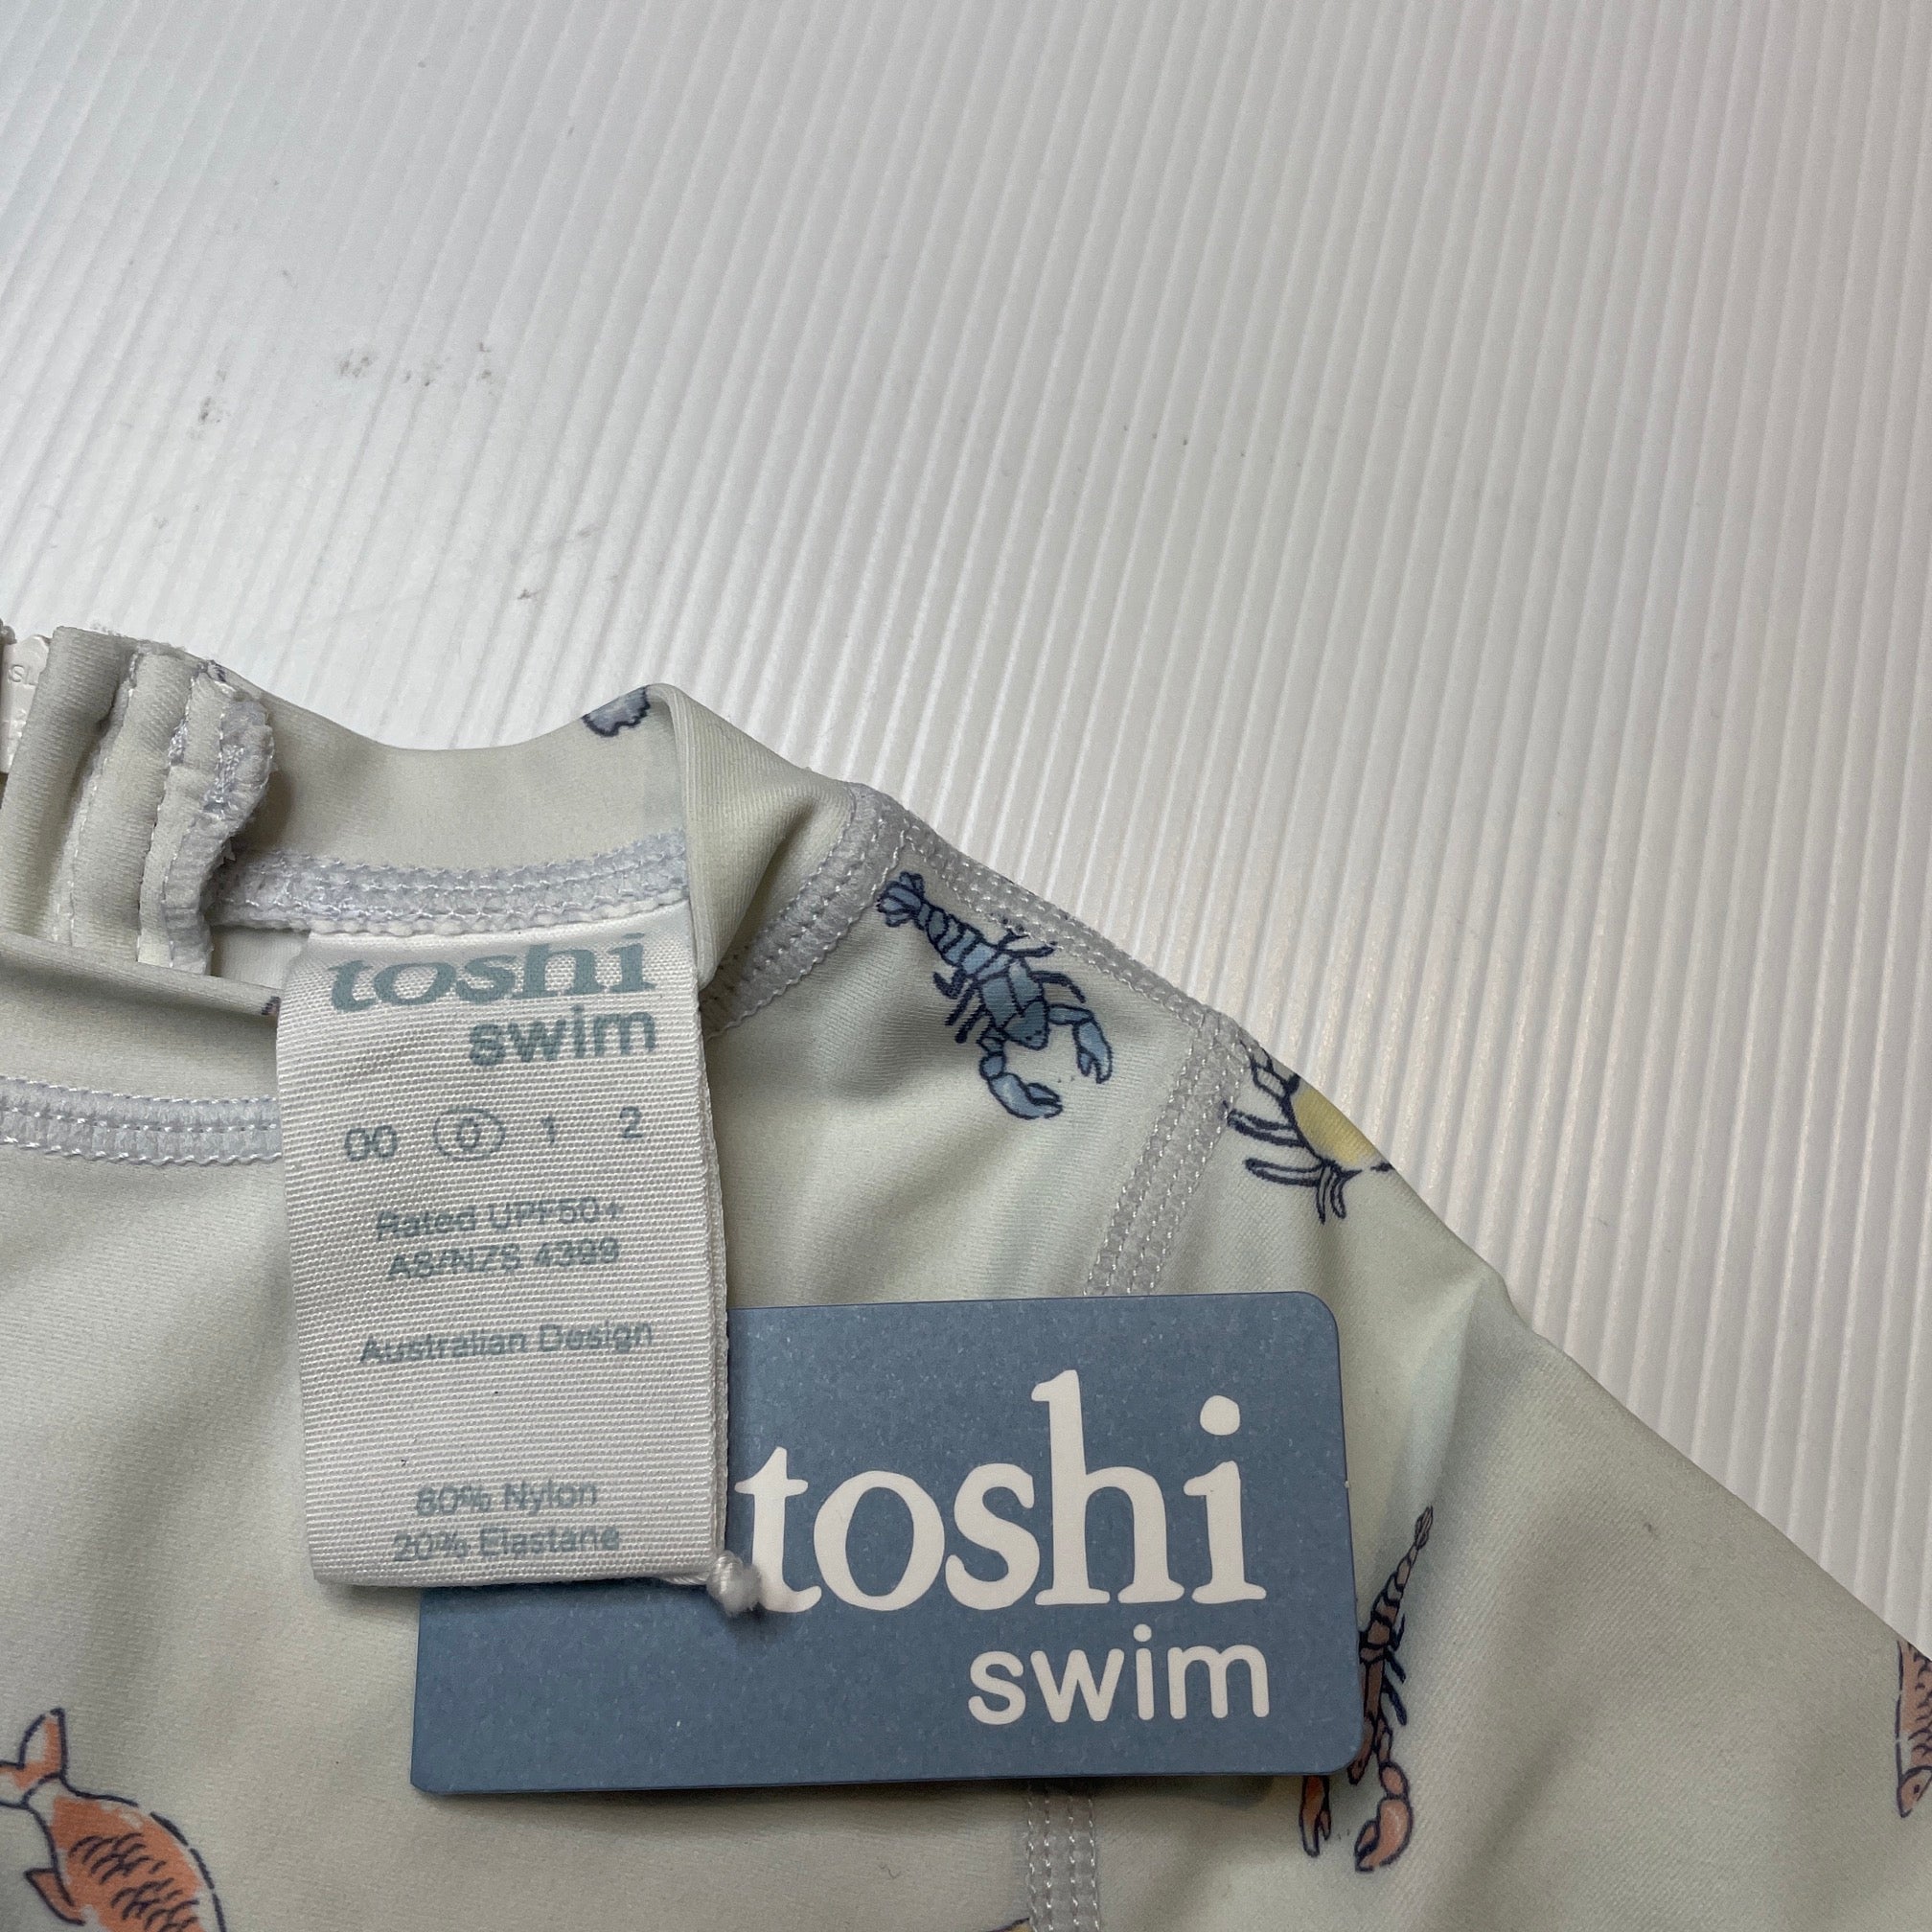 toshi
swim
00 0 1 2
Rated UPF50+
AS/NZS 4399
Australian Design
80% Nylon
20% Elastane
toshi
swim